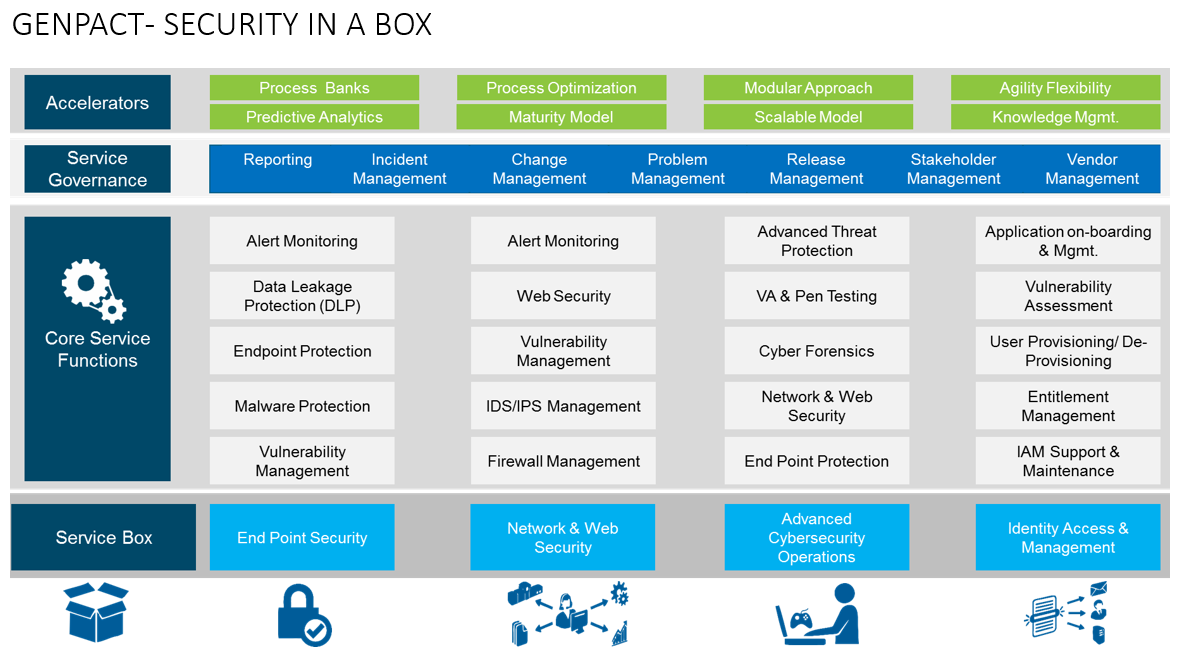 GENPACT- SECURITY IN A BOX
Accelerators
Process Banks
Process Optimization
Modular Approach
Agility Flexibility
Predictive Analytics
Maturity Model
Scalable Model
Knowledge Mgmt.
Service
Governance
Reporting
Incident
Management
Change
Management
Problem
Management
Release
Management
Stakeholder
Management
Vendor
Management
Core Service
Functions
Alert Monitoring
Data Leakage
Protection (DLP)
Endpoint Protection
Malware Protection
Vulnerability
Management
Alert Monitoring
Web Security
Vulnerability
Management
IDS/IPS Management
Firewall Management
Advanced Threat
Protection
VA & Pen Testing
Cyber Forensics
Network & Web
Security
End Point Protection
Application on-boarding
& Mgmt.
Vulnerability
Assessment
User Provisioning/ De-
Provisioning
Entitlement
Management
IAM Support &
Maintenance
Service Box
End Point Security
Network & Web
Security
Advanced
Cybersecurity
Operations
Identity Access &
Management